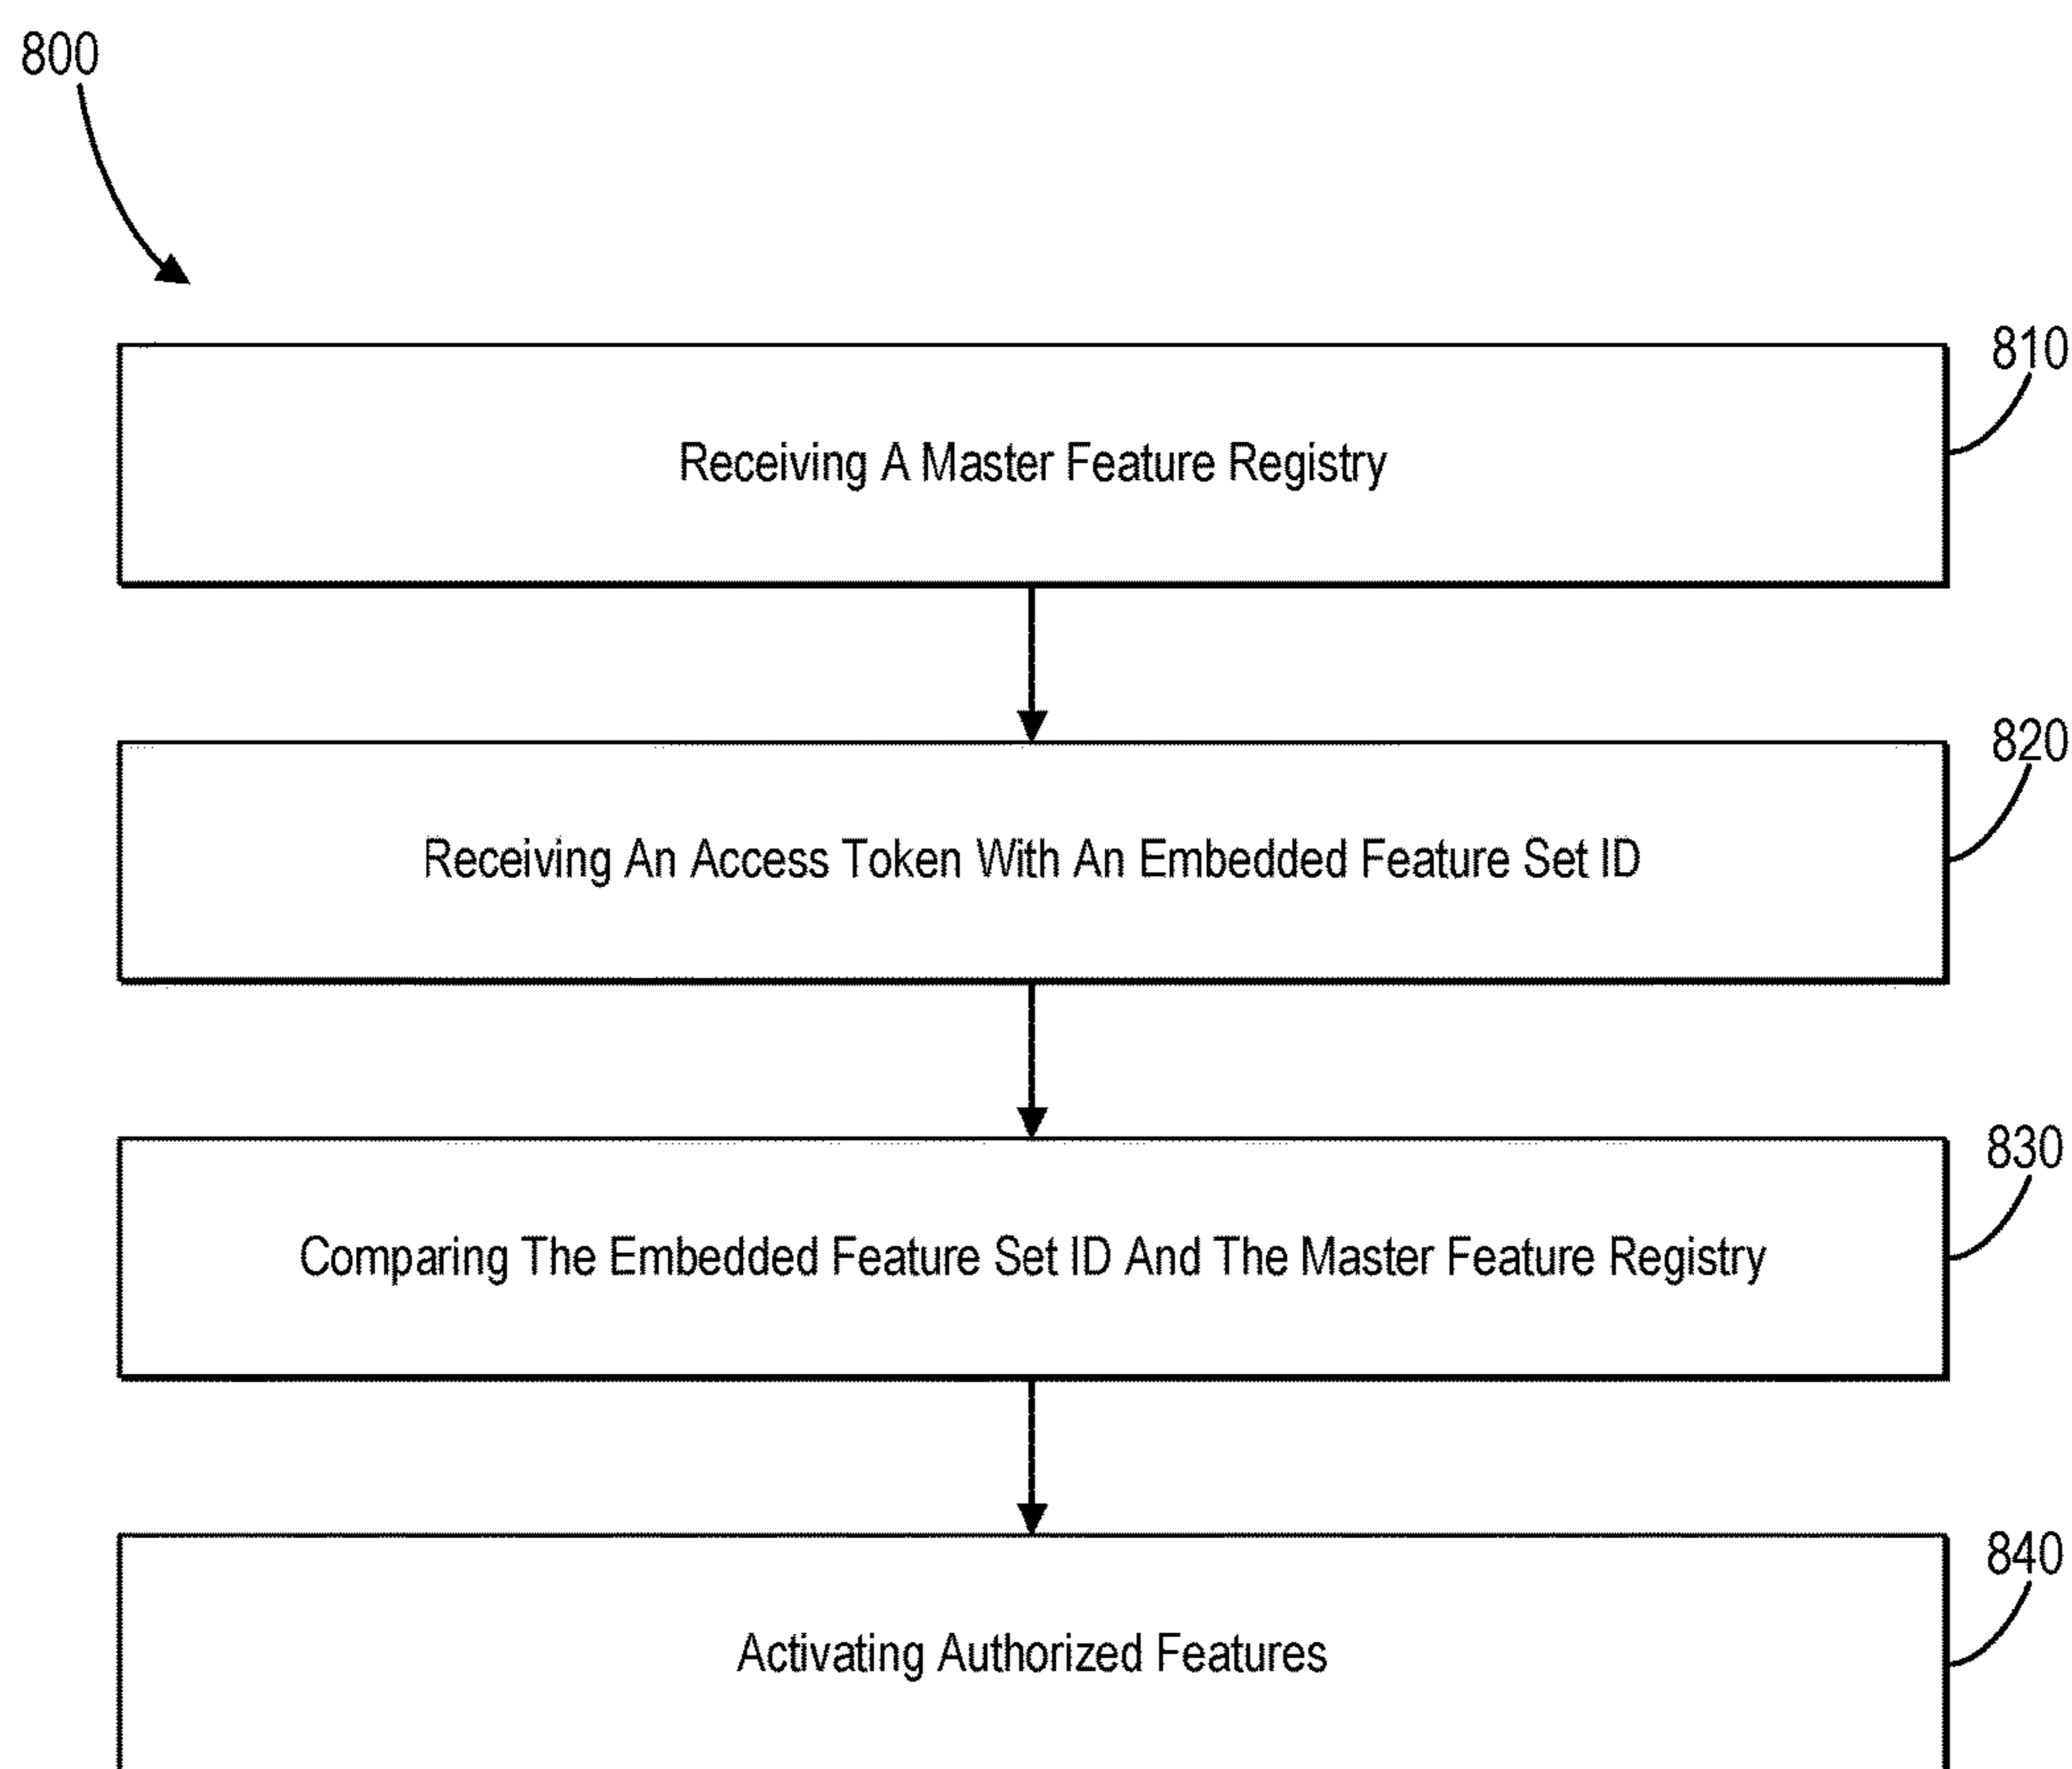 800
810
Receiving A Master Feature Registry
820
Receiving An Access Token With An Embedded Feature Set ID
830
Comparing The Embedded Feature Set ID And The Master Feature Registry
840
Activating Authorized Features